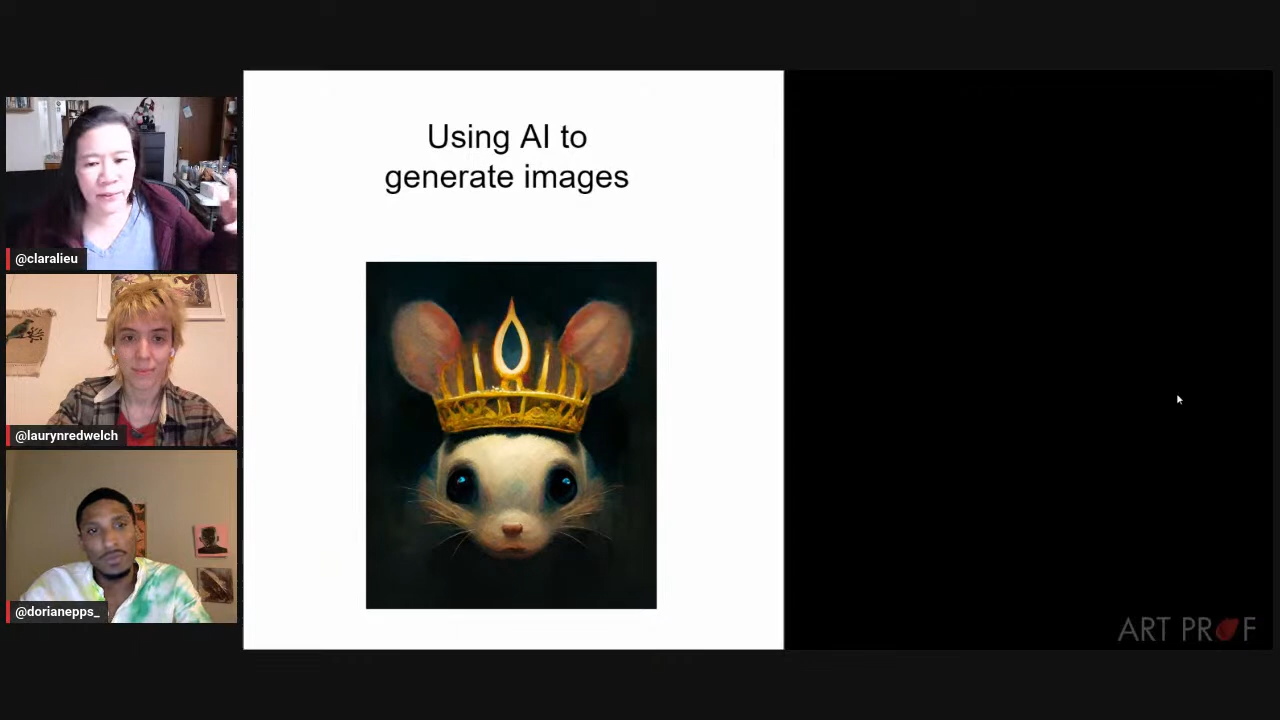 @claralieu
@laurynredwelch
@dorianepps_
Using AI to
generate images
ART PROF